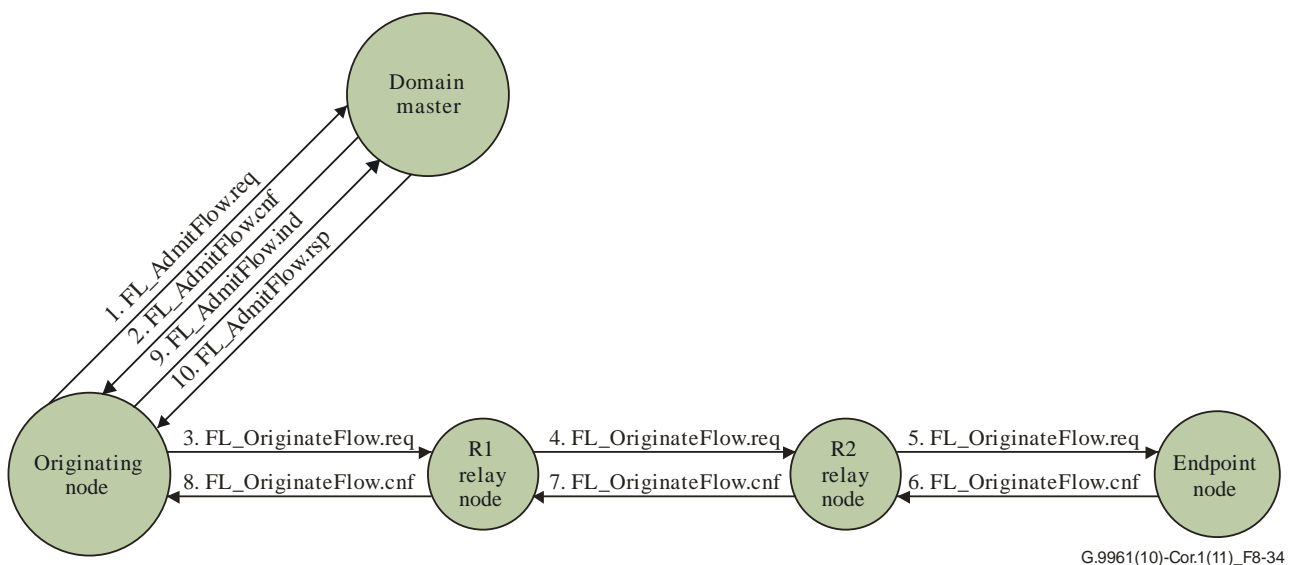 Domain
master
1. FL_AdmitFlow.req
2. FL_AdmitFlow.cnf
9. FL_AdmitFlow.ind
10. FL_AdmitFlow.rsp
Originating
node
3. FL_OriginateFlow.req
8. FL_OriginateFlow.cnf
R1
relay
node
4. FL_OriginateFlow.req
7. FL_OriginateFlow.cnf
R2
relay
node
5. FL_OriginateFlow.req
6. FL_OriginateFlow.cnf
Endpoint
node
G.9961(10)-Cor.1(11)_F8-34